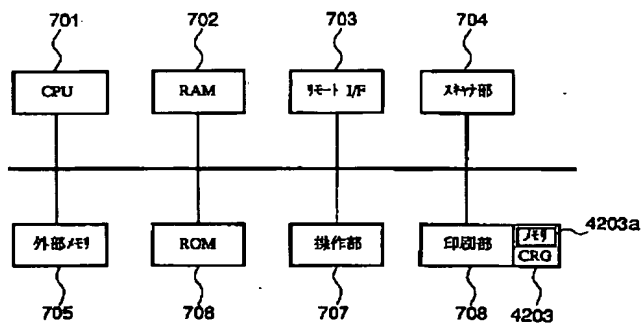 701
702
703
704
CPU
RAM
リモート I/F
スキャナ部
4203a
外部メモリ
ROM
操作部
印刷部
メモリ
CRG
705
706
707
708
4203